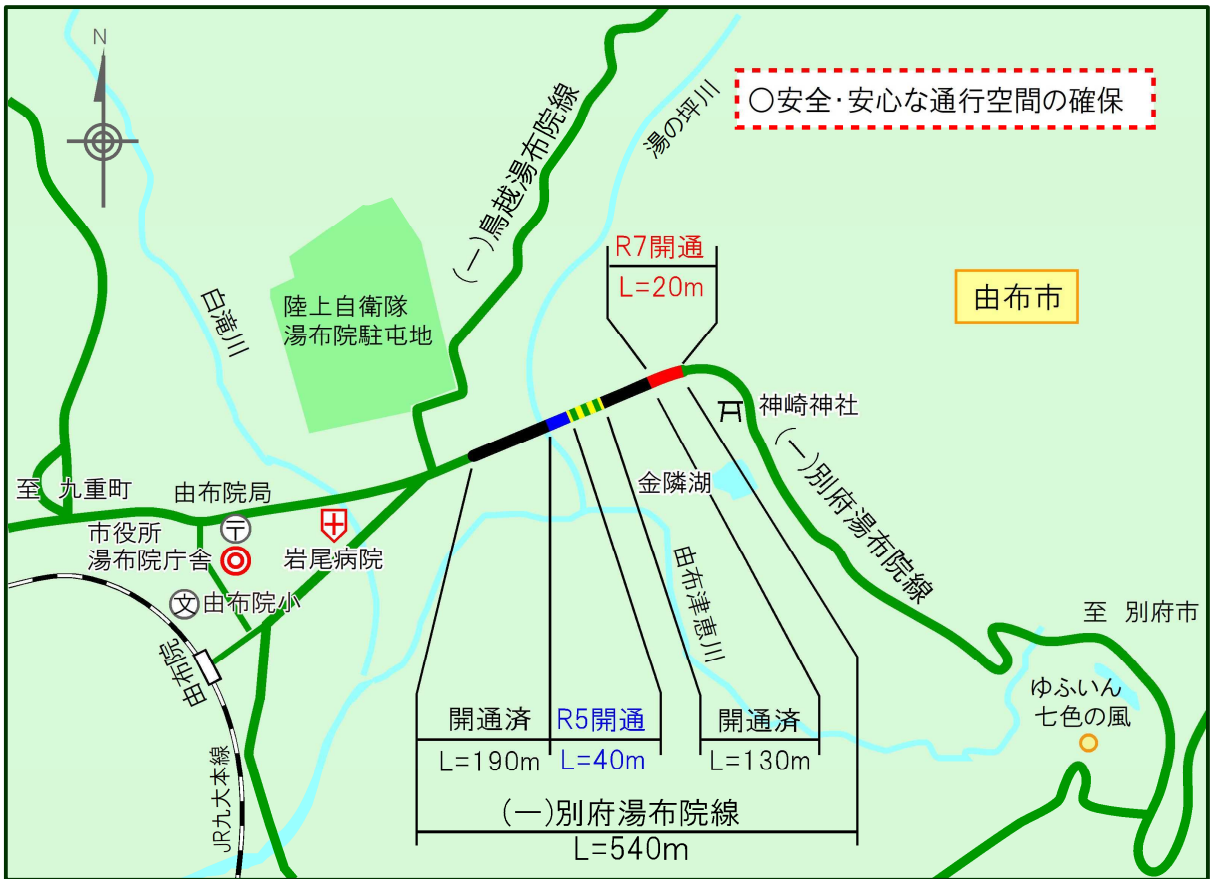 N
○安全・安心な通行空間の確保
湯の坪川
(一)鳥越湯布院線
白滝川
陸上自衛隊
湯布院駐屯地
R7開通
L=20m
由布市
神崎神社
(一)別府湯布院線
金隣湖
至 九重町
由布院局
〒
市役所
湯布院庁舎
岩尾病院
文
由布院小
由布院
由布津恵川
至 別府市
ゆふいん
七色の風
JR九大本線
開通済
L=190m
R5開通
L=40m
開通済
L=130m
(一)別府湯布院線
L=540m